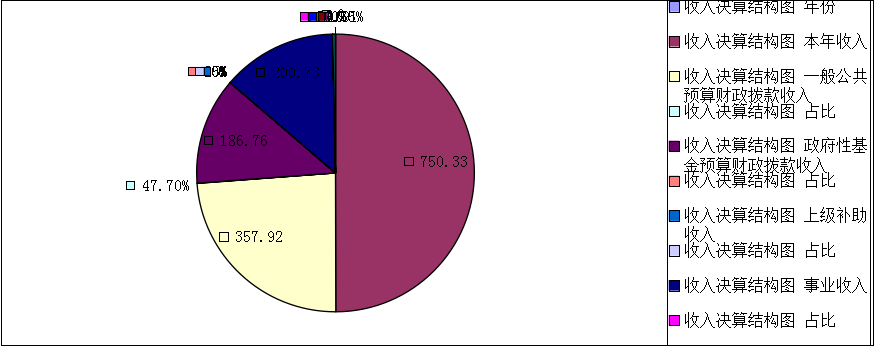 750.33
357.92
47.70%
186.76
收入决算结构图 年份
收入决算结构图 本年收入
收入决算结构图 一般公共
预算财政拨款收入
收入决算结构图 占比
收入决算结构图 政府性基
金预算财政拨款收入
收入决算结构图 占比
收入决算结构图 上级补助
收入
收入决算结构图 占比
收入决算结构图 事业收入
收入决算结构图 占比